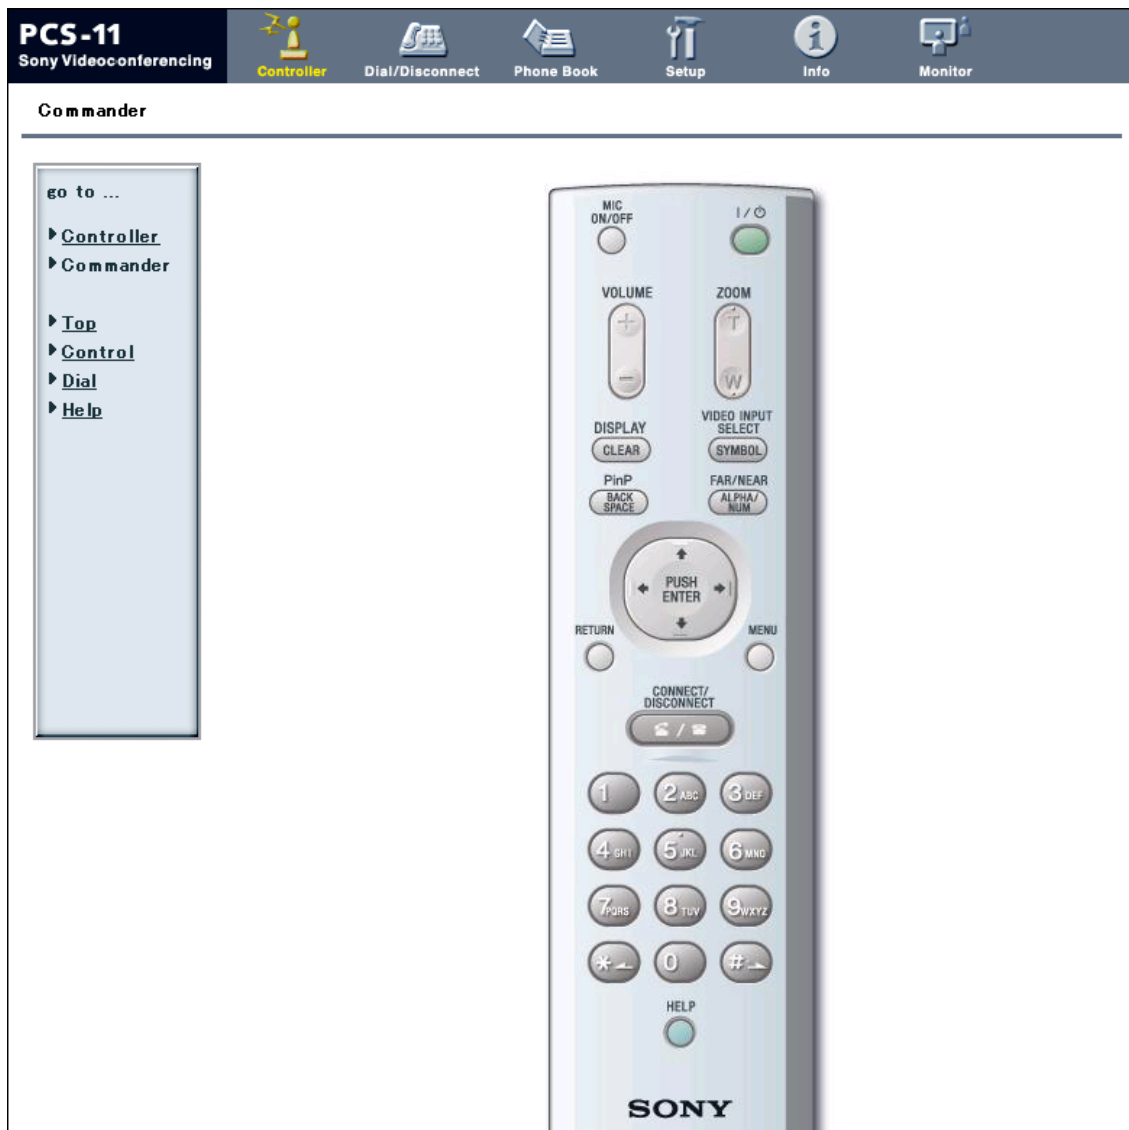 PCS-11
Sony Videoconferencing
Controller
Dial/Disconnect
Phone Book
Setup
Info
Monitor
Commander
go to ...
Controller
Commander
Top
Control
Dial
Help
MIC
ON/OFF
I / ⏻
VOLUME
ZOOM
+
T
−
W
DISPLAY
VIDEO INPUT
SELECT
CLEAR
SYMBOL
PinP
FAR/NEAR
BACK
SPACE
ALPHA/
NUM
PUSH
ENTER
RETURN
MENU
CONNECT/
DISCONNECT
/
1
2 ABC
3 DEF
4 GHI
5 JKL
6 MNO
7 PQRS
8 TUV
9 WXYZ
*
0
#
HELP
SONY